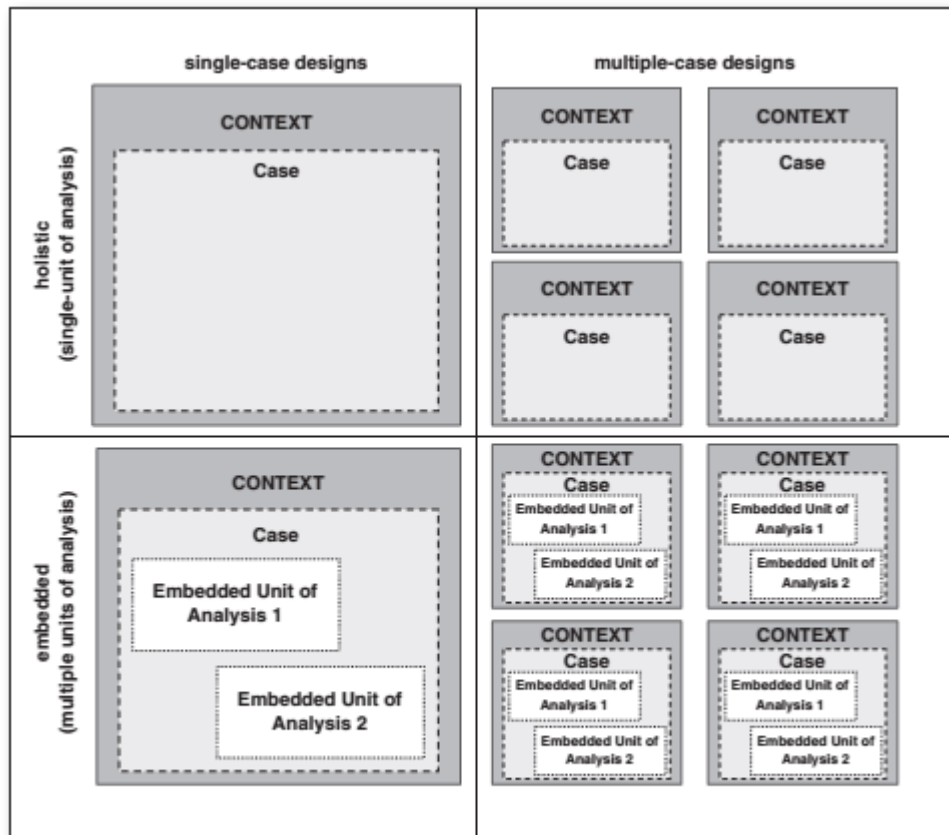 single-case designs
multiple-case designs
holistic
(single-unit of analysis)
CONTEXT
Case
CONTEXT
Case
CONTEXT
Case
CONTEXT
Case
CONTEXT
Case
embedded
(multiple units of analysis)
CONTEXT
Case
Embedded Unit of
Analysis 1
Embedded Unit of
Analysis 2
CONTEXT
Case
Embedded Unit of
Analysis 1
Embedded Unit of
Analysis 2
CONTEXT
Case
Embedded Unit of
Analysis 1
Embedded Unit of
Analysis 2
CONTEXT
Case
Embedded Unit of
Analysis 1
Embedded Unit of
Analysis 2
CONTEXT
Case
Embedded Unit of
Analysis 1
Embedded Unit of
Analysis 2